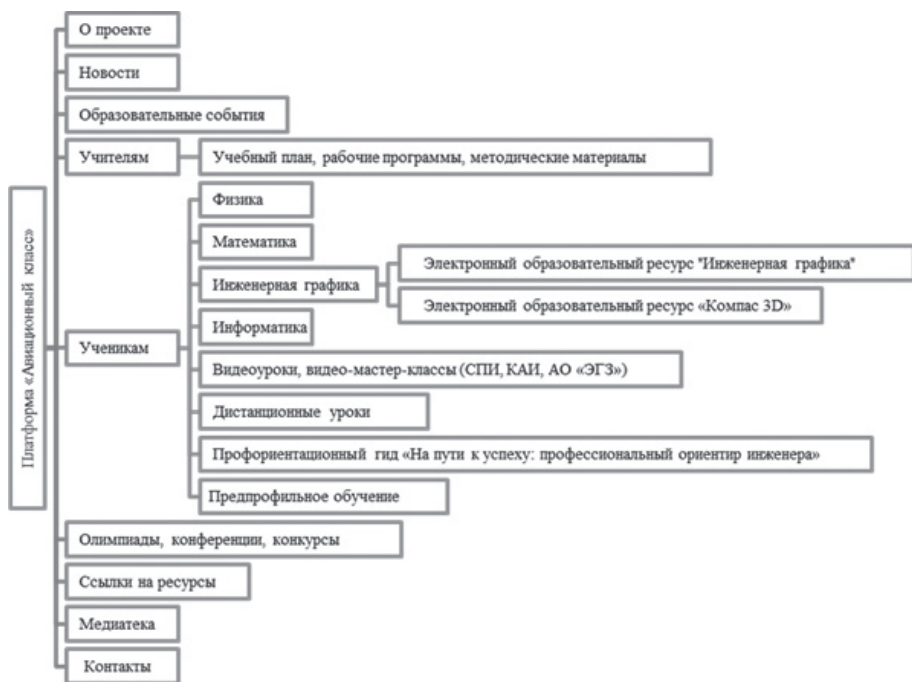 Платформа «Авиационный класс»
О проекте
Новости
Образовательные события
Учителям
Учебный план, рабочие программы, методические материалы
Ученикам
Физика
Математика
Инженерная графика
Электронный образовательный ресурс "Инженерная графика"
Электронный образовательный ресурс «Компас 3D»
Информатика
Видеоуроки, видео-мастер-классы (СПИ, КАИ, АО «ЭГЗ»)
Дистанционные уроки
Профориентационный гид «На пути к успеху: профессиональный ориентир инженера»
Предпрофильное обучение
Олимпиады, конференции, конкурсы
Ссылки на ресурсы
Медиатека
Контакты